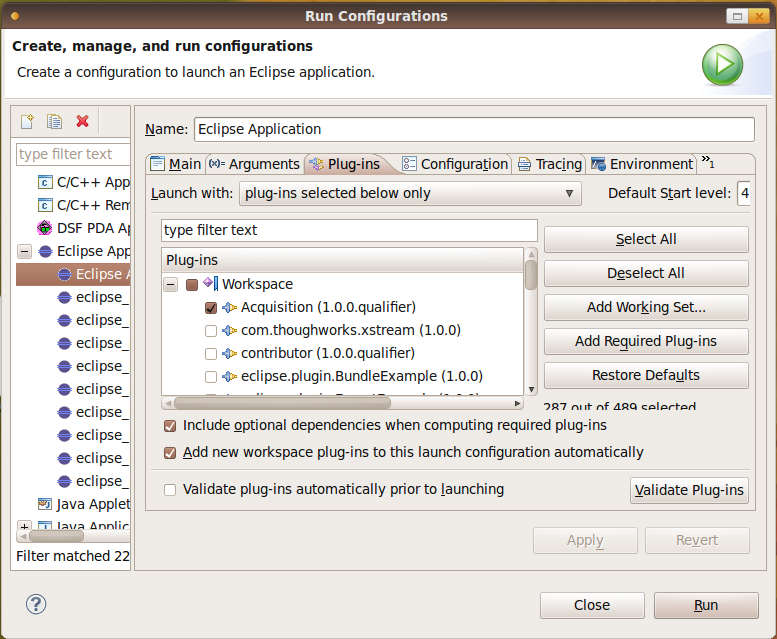 Run Configurations
Create, manage, and run configurations
Create a configuration to launch an Eclipse application.
type filter text
C/C++ App
C/C++ Rem
DSF PDA Ap
Eclipse App
Eclipse A
eclipse_
eclipse_
eclipse_
eclipse_
eclipse_
eclipse_
eclipse_
eclipse_
eclipse_
Java Applet
Java Applic
Filter matched 22
Name: Eclipse Application
Main (x)= Arguments Plug-ins Configuration Tracing Environment »1
Launch with: plug-ins selected below only Default Start level: 4
type filter text
Plug-ins
Workspace
Acquisition (1.0.0.qualifier)
com.thoughworks.xstream (1.0.0)
contributor (1.0.0.qualifier)
eclipse.plugin.BundleExample (1.0.0)
Select All
Deselect All
Add Working Set...
Add Required Plug-ins
Restore Defaults
287 out of 489 selected
Include optional dependencies when computing required plug-ins
Add new workspace plug-ins to this launch configuration automatically
Validate plug-ins automatically prior to launching
Validate Plug-ins
Apply Revert
? Close Run